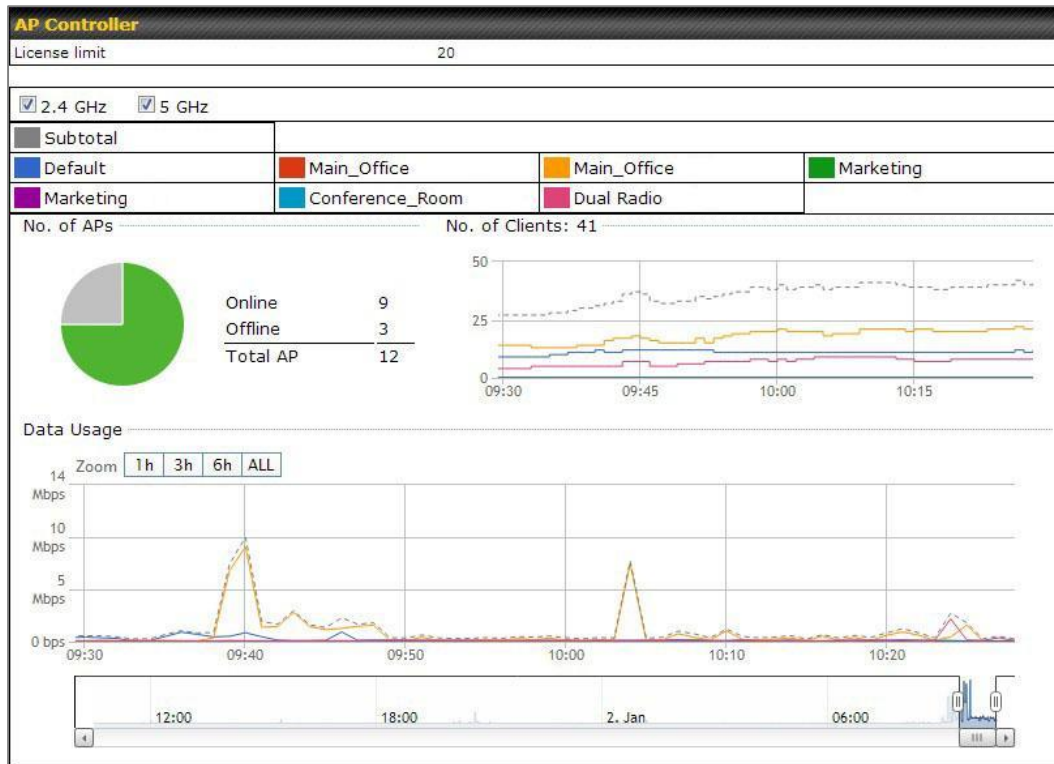 AP Controller
License limit 20
2.4 GHz 5 GHz
Subtotal
Default Main_Office Main_Office Marketing
Marketing Conference_Room Dual Radio
No. of APs No. of Clients: 41
Online 9
Offline 3
Total AP 12
50
25
0
09:30 09:45 10:00 10:15
Data Usage
Zoom 1h 3h 6h ALL
14
Mbps
10
Mbps
5
Mbps
0 bps
09:30 09:40 09:50 10:00 10:10 10:20
12:00 18:00 2. Jan 06:00